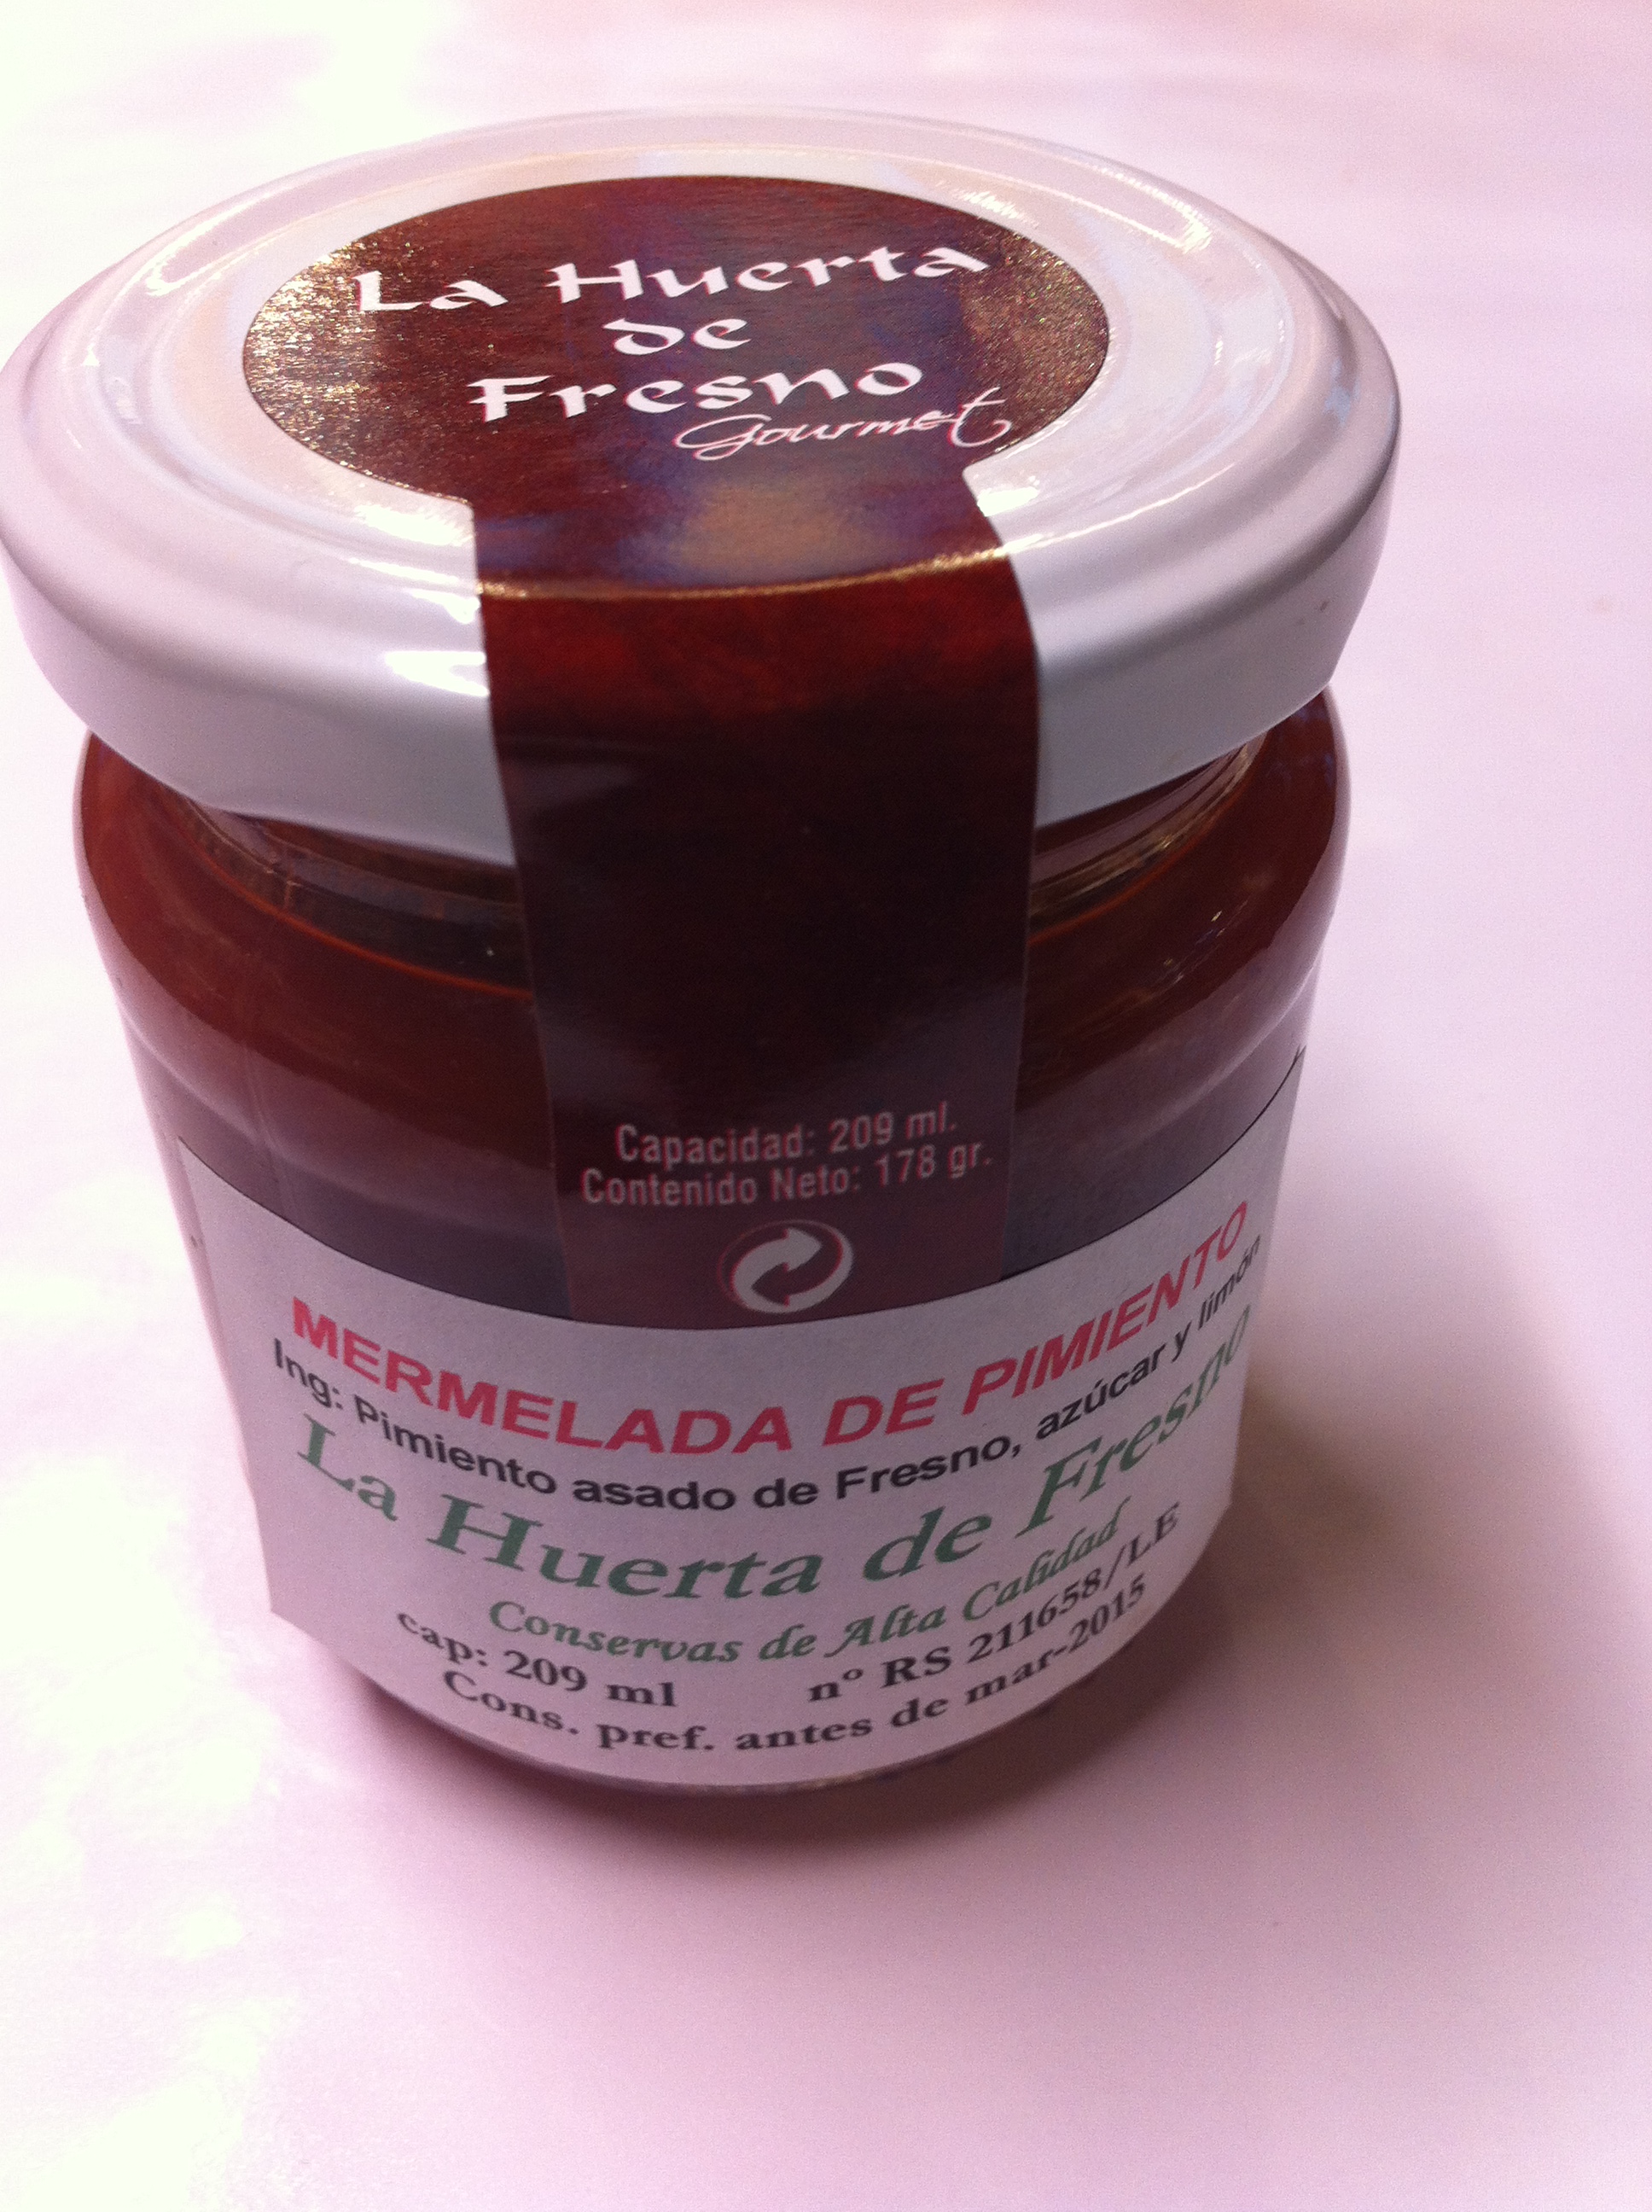 La Huerta
de
Fresno
Gourmet
Capacidad: 209 ml.
Contenido Neto: 178 gr.
MERMELADA DE PIMIENTO
Ing: Pimiento asado de Fresno, azúcar y limón
La Huerta de Fresno
Conservas de Alta Calidad
cap: 209 ml nº RS 211658/LE
Cons. pref. antes de mar-2015